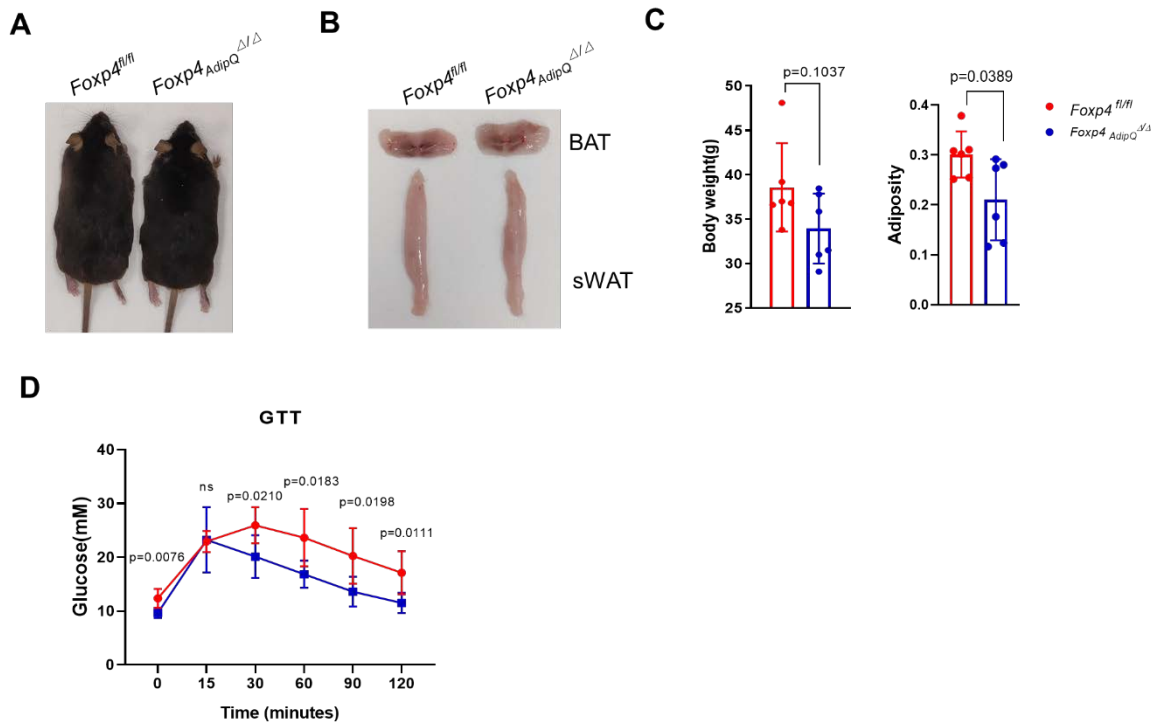 A
Foxp4fl/fl
Foxp4AdipQΔ/Δ
B
Foxp4fl/fl
Foxp4AdipQΔ/Δ
BAT
sWAT
C
p=0.1037
50
45
40
35
30
25
Body weight(g)
p=0.0389
0.4
0.3
0.2
0.1
0.0
Adiposity
Foxp4 fl/fl
Foxp4 AdipQ Δ/Δ
D
GTT
40
30
20
10
0
Glucose(mM)
p=0.0076
ns
p=0.0210
p=0.0183
p=0.0198
p=0.0111
0 15 30 60 90 120
Time (minutes)